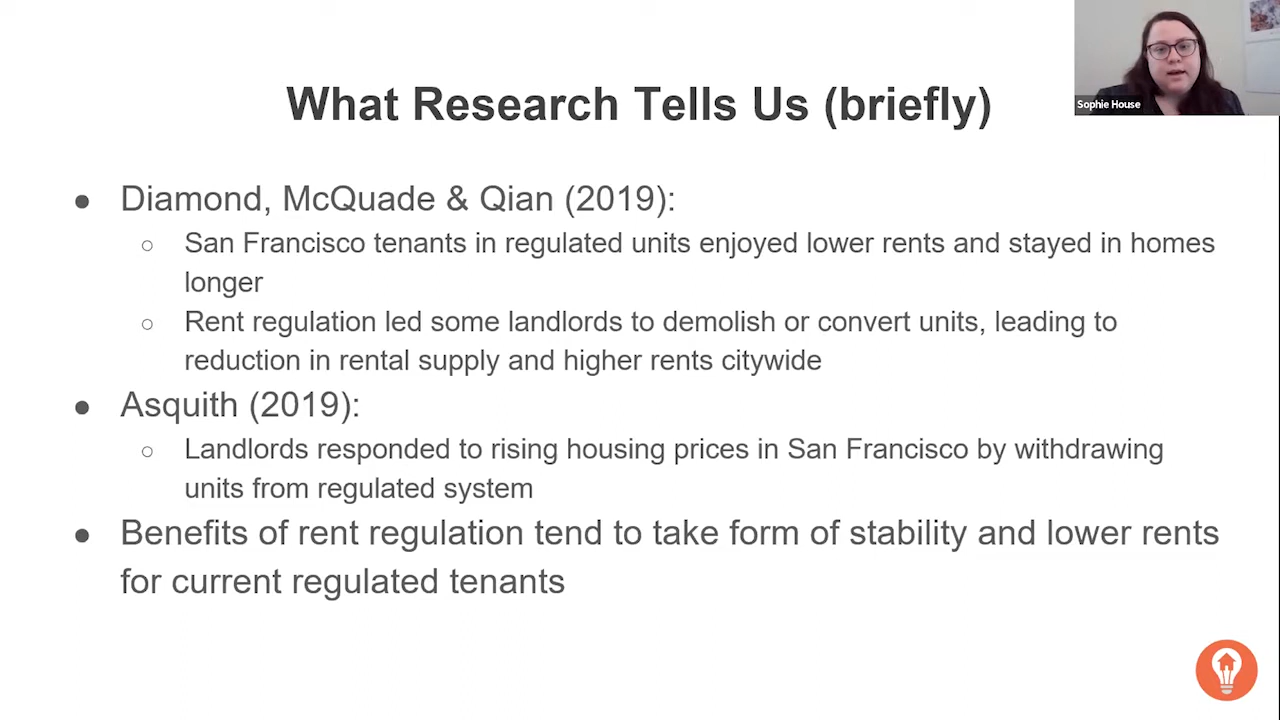 What Research Tells Us (briefly)
Sophie House
● Diamond, McQuade & Qian (2019):
○ San Francisco tenants in regulated units enjoyed lower rents and stayed in homes
longer
○ Rent regulation led some landlords to demolish or convert units, leading to
reduction in rental supply and higher rents citywide
● Asquith (2019):
○ Landlords responded to rising housing prices in San Francisco by withdrawing
units from regulated system
● Benefits of rent regulation tend to take form of stability and lower rents
for current regulated tenants